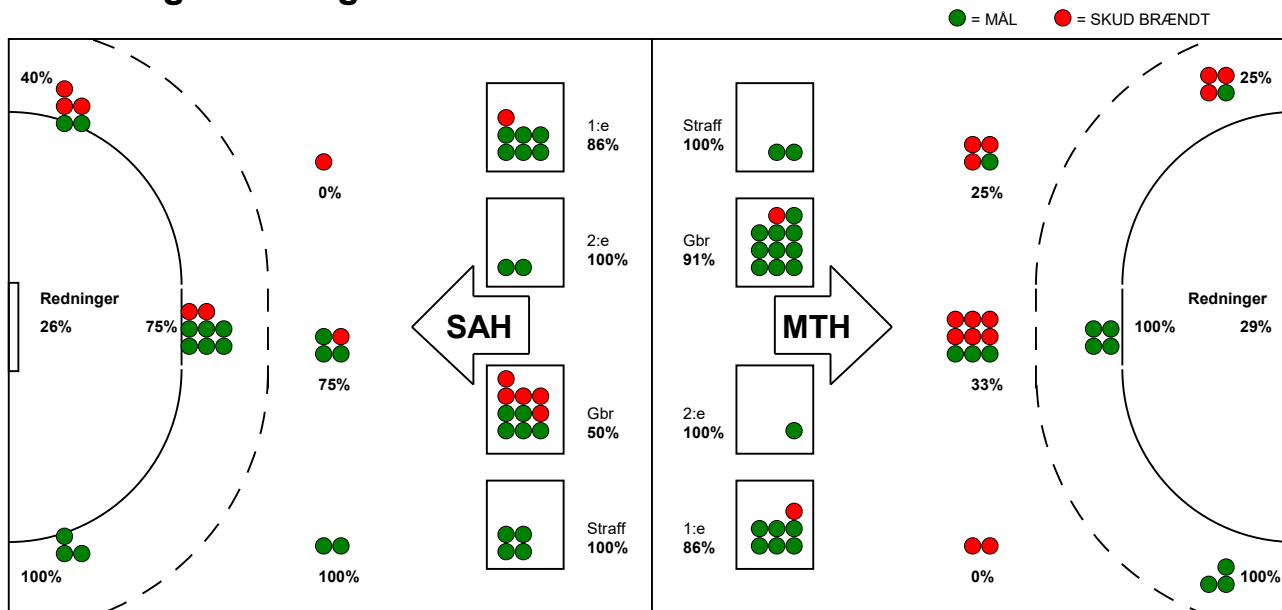 = MÅL = SKUD BRÆNDT
40%
0%
Redninger
26%
75%
75%
100%
100%
SAH
1:e
86%
2:e
100%
Gbr
50%
Straff
100%
Straff
100%
Gbr
91%
MTH
2:e
100%
1:e
86%
25%
25%
33%
100%
Redninger
29%
0%
100%